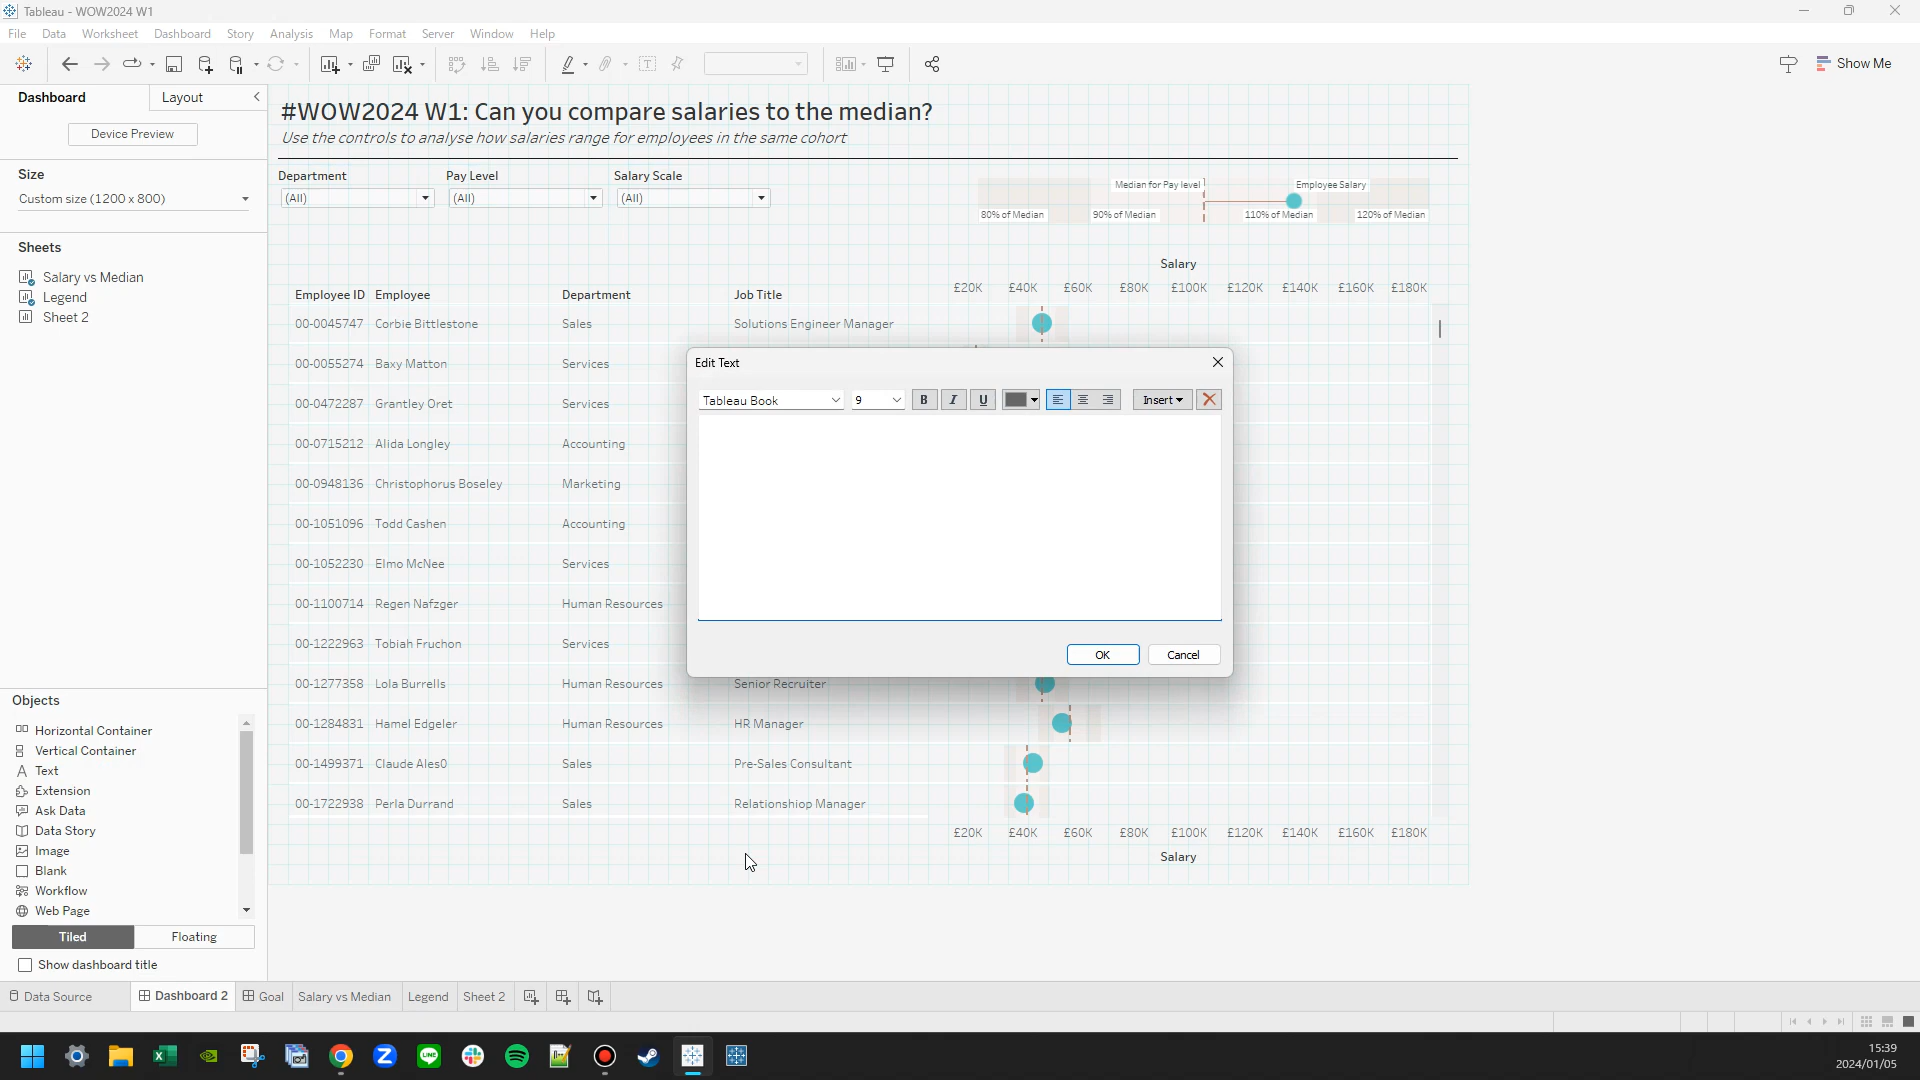 Tableau - WOW2024 W1
File Data Worksheet Dashboard Story Analysis Map Format Server Window Help
Show Me
Dashboard Layout
Device Preview
Size
Custom size (1200 x 800)
Sheets
Salary vs Median
Legend
Sheet 2
#WOW2024 W1: Can you compare salaries to the median?
Use the controls to analyse how salaries range for employees in the same cohort
Department Pay Level Salary Scale
(All) (All) (All)
Median for Pay level Employee Salary
80% of Median 90% of Median 110% of Median 120% of Median
Salary
£20K £40K £60K £80K £100K £120K £140K £160K £180K
Employee ID Employee Department Job Title
00-0045747 Corbie Bittlestone Sales Solutions Engineer Manager
00-0055274 Baxy Matton Services
00-0472287 Grantley Oret Services
00-0715212 Alida Longley Accounting
00-0948136 Christophorus Boseley Marketing
00-1051096 Todd Cashen Accounting
00-1052230 Elmo McNee Services
00-1100714 Regen Nafzger Human Resources
00-1222963 Tobiah Fruchon Services
00-1277358 Lola Burrells Human Resources Senior Recruiter
00-1284831 Hamel Edgeler Human Resources HR Manager
00-1499371 Claude Ales0 Sales Pre-Sales Consultant
00-1722938 Perla Durrand Sales Relationshiop Manager
£20K £40K £60K £80K £100K £120K £140K £160K £180K
Salary
Edit Text
Tableau Book 9 B I U Insert
OK Cancel
Objects
Horizontal Container
Vertical Container
A Text
Extension
Ask Data
Data Story
Image
Blank
Workflow
Web Page
Tiled Floating
Show dashboard title
Data Source Dashboard 2 Goal Salary vs Median Legend Sheet 2
15:39
2024/01/05